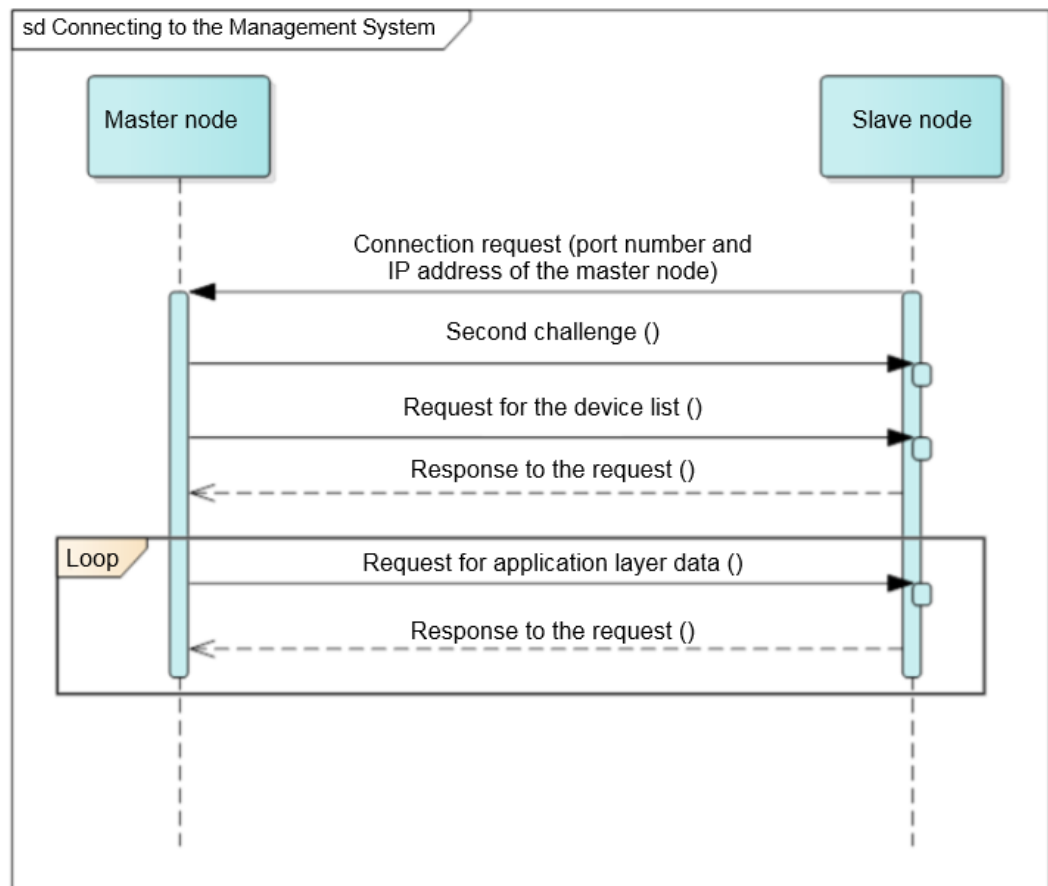 sd Connecting to the Management System
Master node
Slave node
Connection request (port number and
IP address of the master node)
Second challenge ()
Request for the device list ()
Response to the request ()
Loop
Request for application layer data ()
Response to the request ()